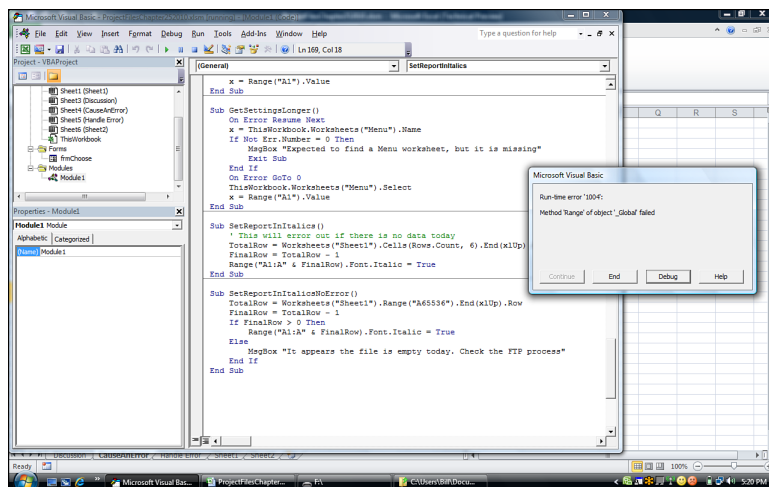 Microsoft Visual Basic - ProjectFilesChapter252010.xlsm [running] - [Module1 (Code)]
File Edit View Insert Format Debug Run Tools Add-Ins Window Help
Type a question for help
Ln 169, Col 18
Project - VBAProject
(General)
SetReportInItalics
Sheet1 (Sheet1)
Sheet3 (Discussion)
Sheet4 (CauseAnError)
Sheet5 (Handle Error)
Sheet6 (Sheet2)
ThisWorkbook
Forms
frmChoose
Modules
Module1
Properties - Module1
Module1 Module
Alphabetic Categorized
(Name) Module1
x = Range("A1").Value
End Sub
Sub GetSettingsLonger()
On Error Resume Next
x = ThisWorkbook.Worksheets("Menu").Name
If Not Err.Number = 0 Then
MsgBox "Expected to find a Menu worksheet, but it is missing"
Exit Sub
End If
On Error GoTo 0
ThisWorkbook.Worksheets("Menu").Select
x = Range("A1").Value
End Sub
Sub SetReportInItalics()
' This will error out if there is no data today
TotalRow = Worksheets("Sheet1").Cells(Rows.Count, 6).End(xlUp)
FinalRow = TotalRow - 1
Range("A1:A" & FinalRow).Font.Italic = True
End Sub
Sub SetReportInItalicsNoError()
TotalRow = Worksheets("Sheet1").Range("A65536").End(xlUp).Row
FinalRow = TotalRow - 1
If FinalRow > 0 Then
Range("A1:A" & FinalRow).Font.Italic = True
Else
MsgBox "It appears the file is empty today. Check the FTP process"
End If
End Sub
Q R S
Microsoft Visual Basic
Run-time error '1004':
Method 'Range' of object '_Global' failed
Continue End Debug Help
Discussion CauseAnError Handle Error Sheet1 Sheet2
Ready
100%
Microsoft Visual Bas... ProjectFilesChapter... F:\ C:\Users\Bill\Docu... 5:20 PM